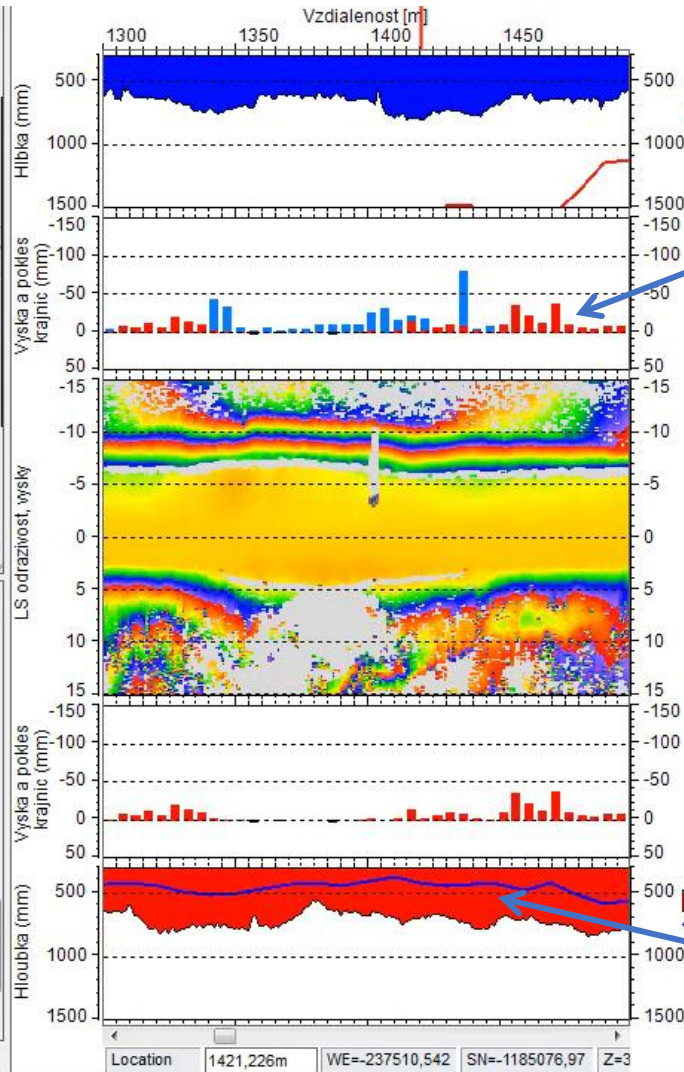 Vzdialenost [m]
1300 1350 1400 1450
Hlbka (mm)
500 500
1000 1000
1500 1500
Vyska a pokles
krajnic (mm)
-150 -150
-100 -100
-50 -50
0 0
50 50
LS odrazivost, vysky
-15 -15
-10 -10
-5 -5
0 0
5 5
10 10
15 15
Vyska a pokles
krajnic (mm)
-150 -150
-100 -100
-50 -50
0 0
50 50
Hloubka (mm)
500 500
1000 1000
1500 1500
Location 1421,226m WE=-237510,542 SN=-1185076,97 Z=3